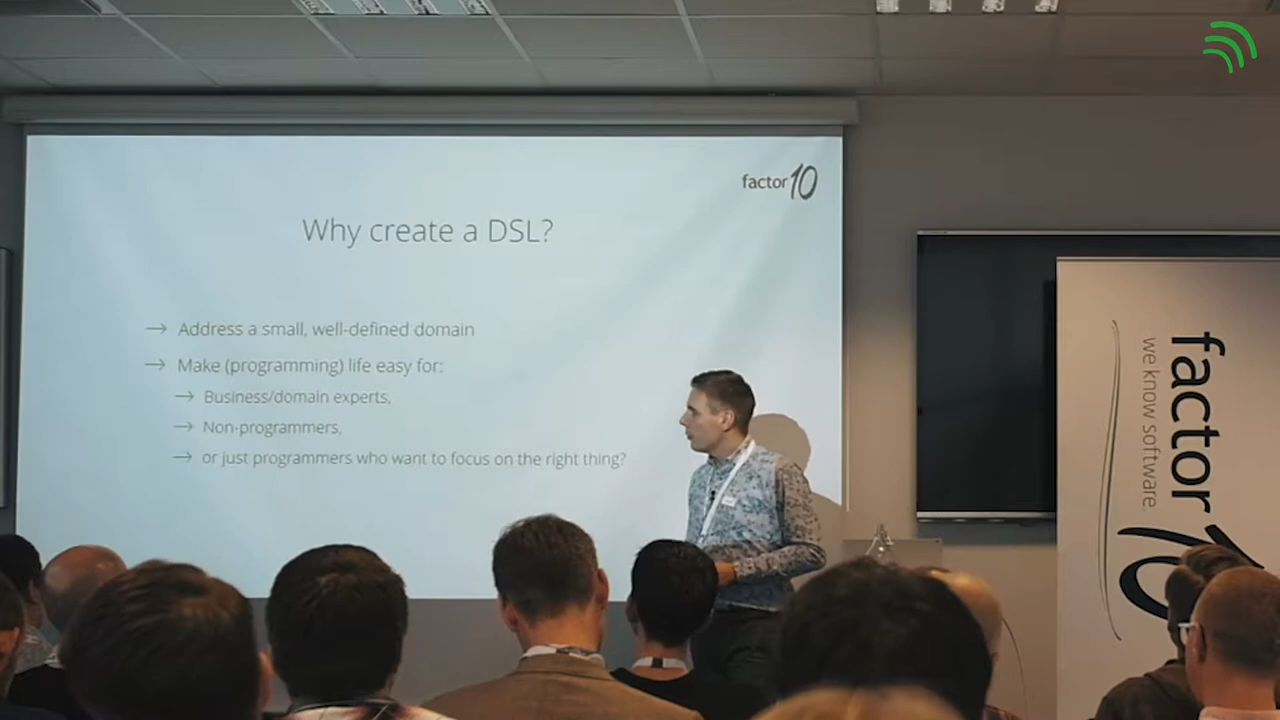 factor10
Why create a DSL?
→ Address a small, well-defined domain
→ Make (programming) life easy for:
→ Business/domain experts,
→ Non-programmers,
→ or just programmers who want to focus on the right thing?
factor10
we know software.